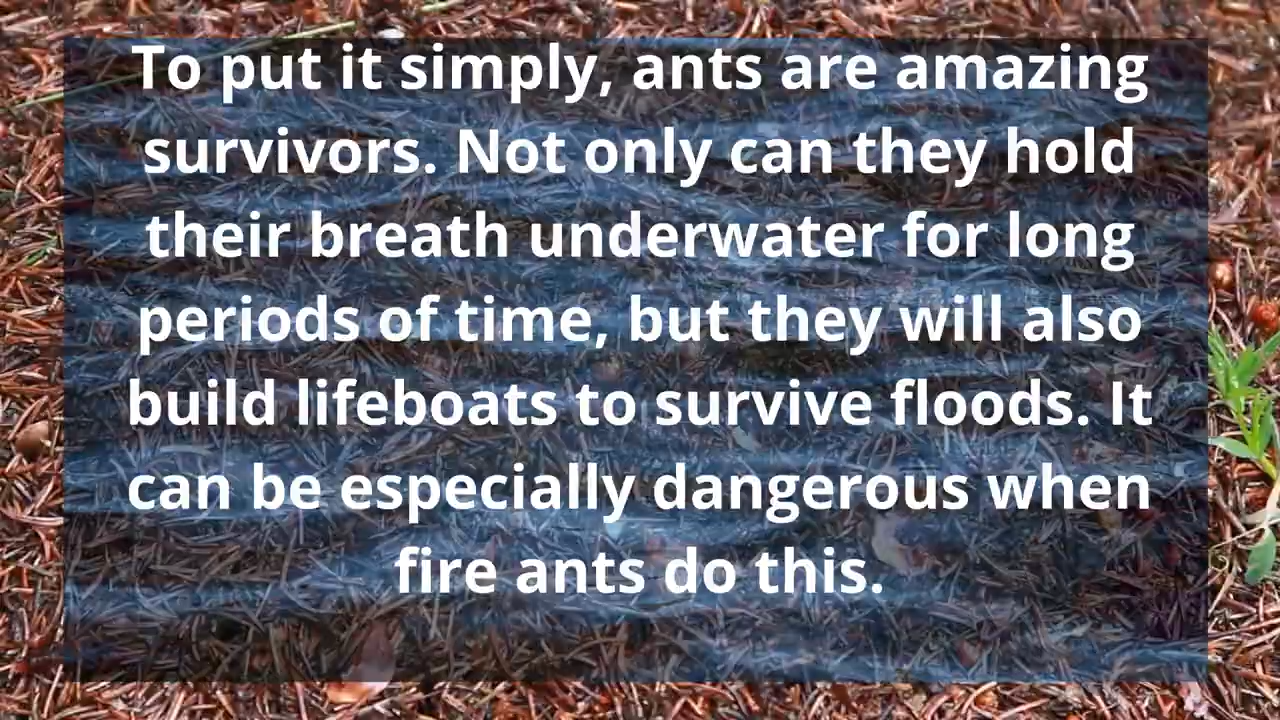 To put it simply, ants are amazing
survivors. Not only can they hold
their breath underwater for long
periods of time, but they will also
build lifeboats to survive floods. It
can be especially dangerous when
fire ants do this.